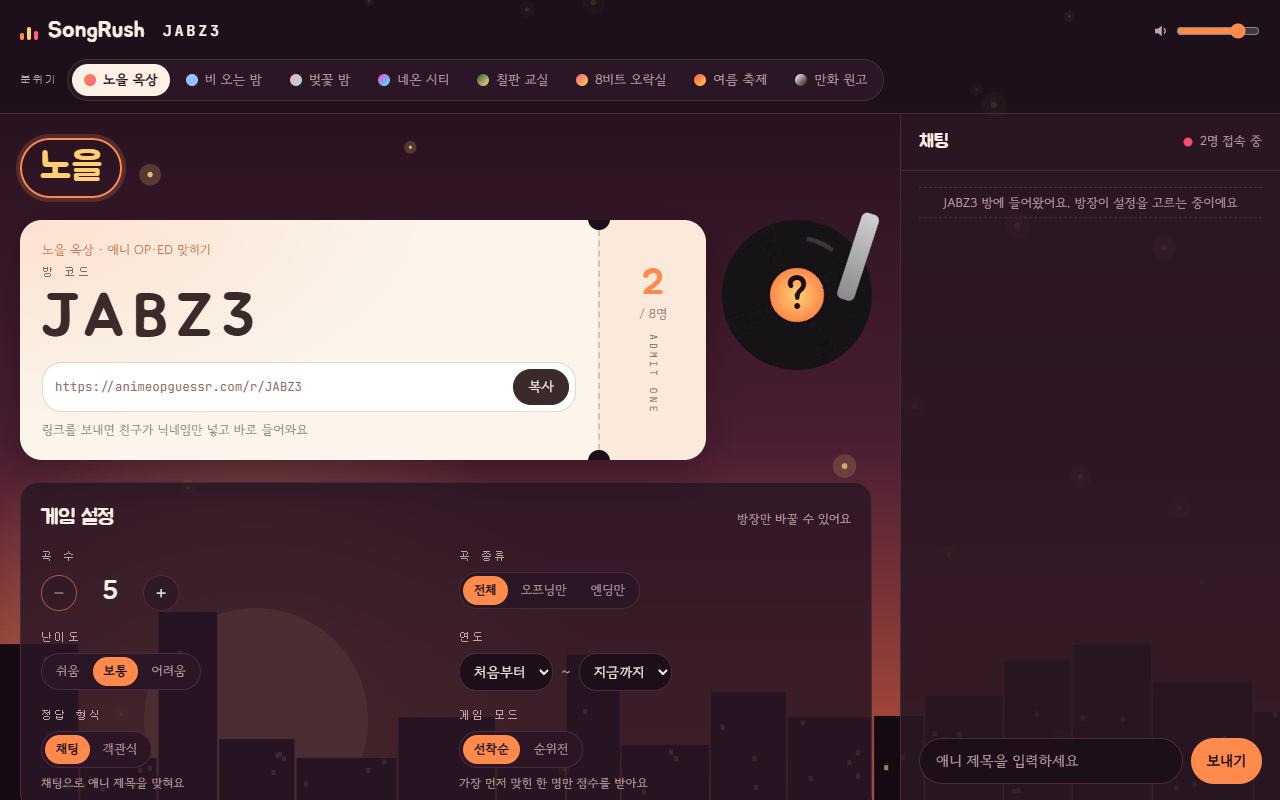 SongRush JABZ3
분위기 노을 옥상 비 오는 밤 벚꽃 밤 네온 시티 칠판 교실 8비트 오락실 여름 축제 만화 원고
노을
노을 옥상 · 애니 OP·ED 맞히기
방 코드
JABZ3
https://animeopguessr.com/r/JABZ3 복사
링크를 보내면 친구가 닉네임만 넣고 바로 들어와요
2
/ 8명
ADMIT ONE
?
게임 설정 방장만 바꿀 수 있어요
곡 수
− 5 +
곡 종류
전체 오프닝만 엔딩만
난이도
쉬움 보통 어려움
연도
처음부터 ~ 지금까지
정답 형식
채팅 객관식
채팅으로 애니 제목을 맞혀요
게임 모드
선착순 순위전
가장 먼저 맞힌 한 명만 점수를 받아요
채팅 2명 접속 중
JABZ3 방에 들어왔어요. 방장이 설정을 고르는 중이에요
애니 제목을 입력하세요 보내기